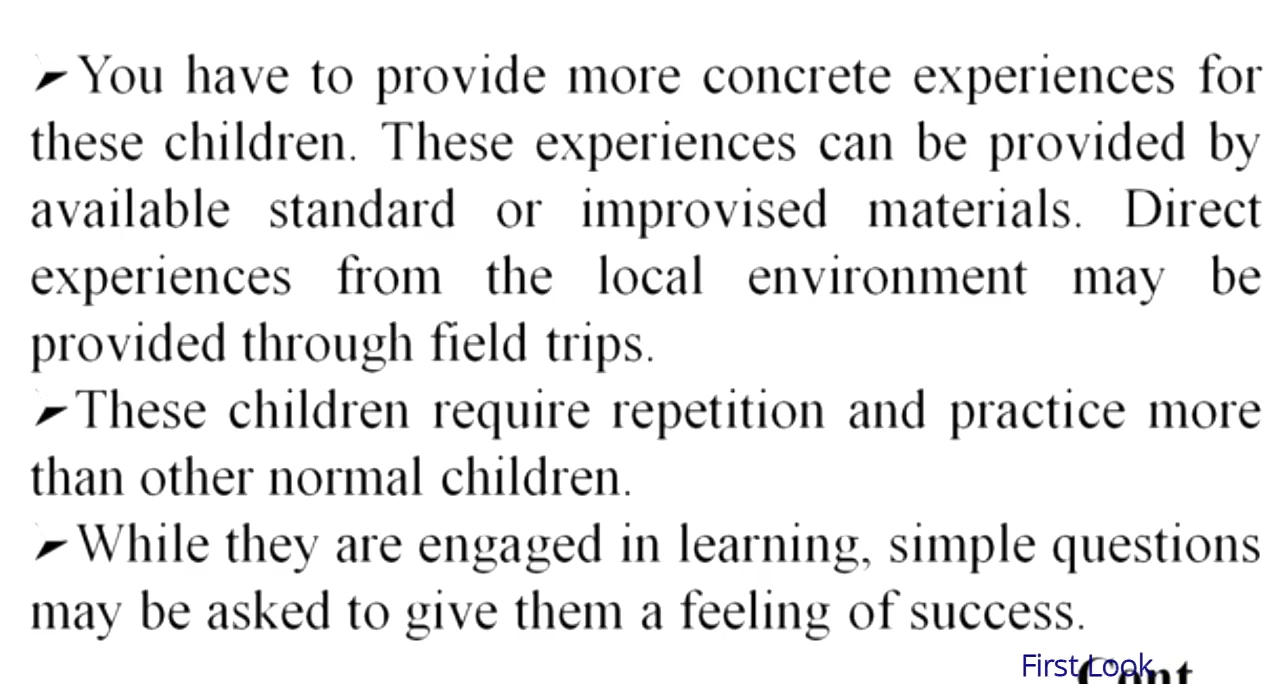 ➢You have to provide more concrete experiences for
these children. These experiences can be provided by
available standard or improvised materials. Direct
experiences from the local environment may be
provided through field trips.
➢These children require repetition and practice more
than other normal children.
➢While they are engaged in learning, simple questions
may be asked to give them a feeling of success.
First Look
Cont